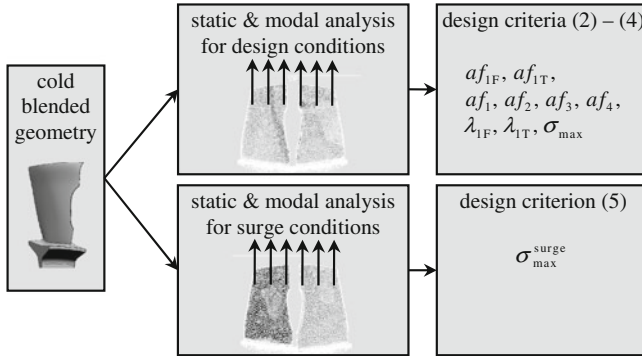 cold
blended
geometry
static & modal analysis
for design conditions
design criteria (2) – (4)
af₁F, af₁T,
af₁, af₂, af₃, af₄,
λ₁F, λ₁T, σmax
static & modal analysis
for surge conditions
design criterion (5)
σmax^surge